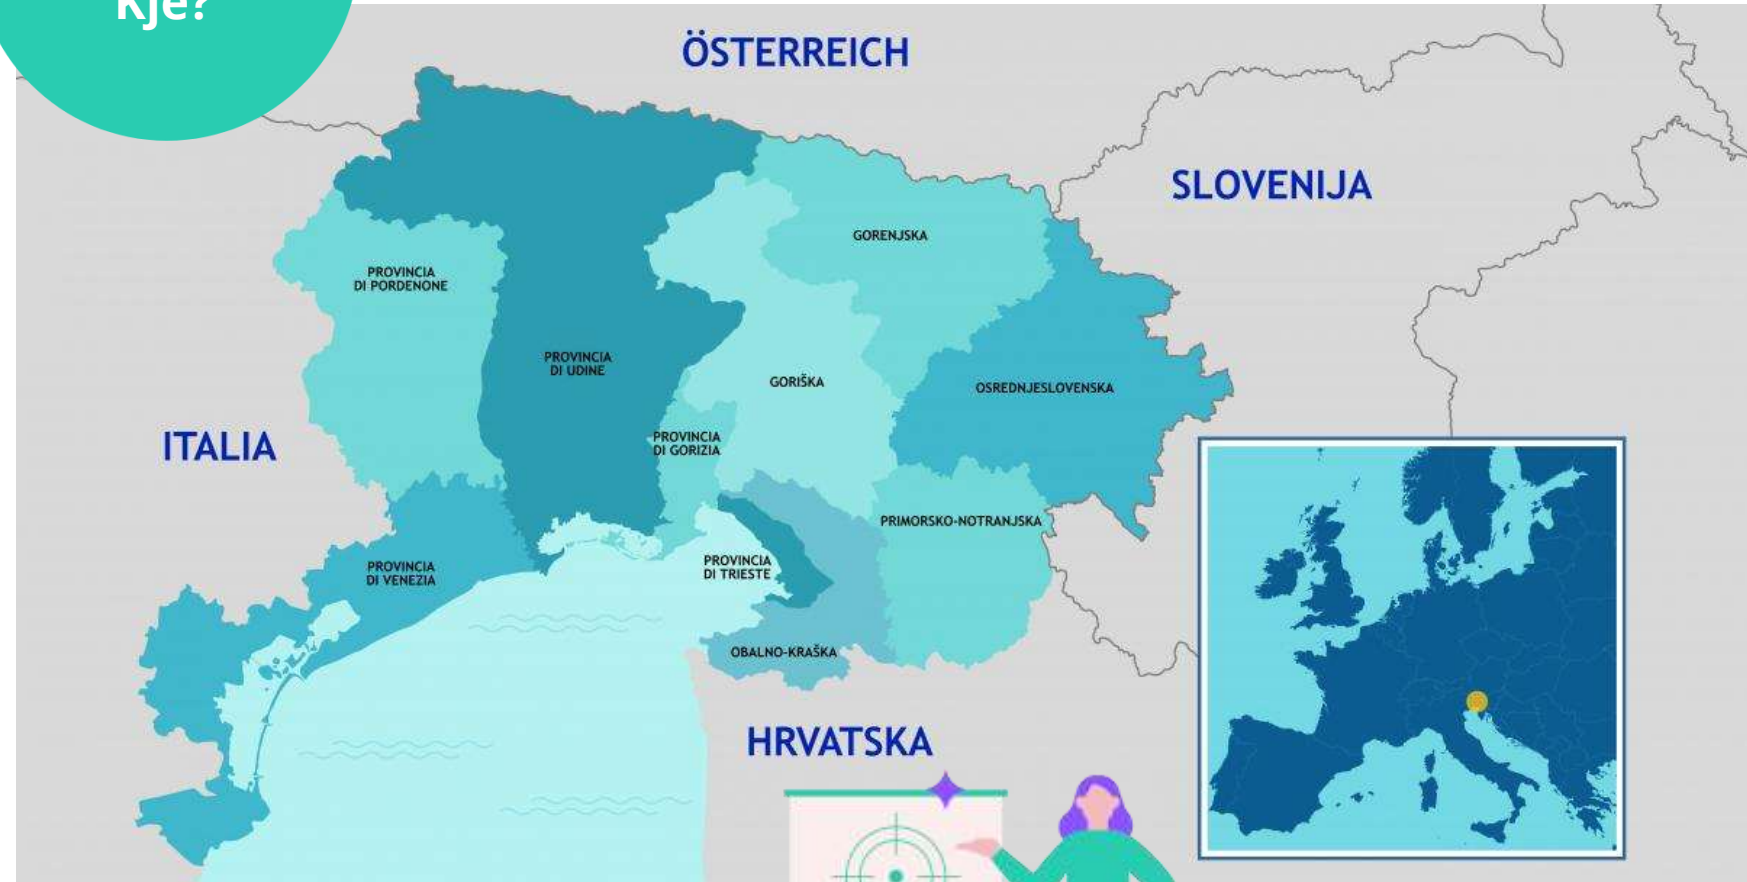 Kje?
ÖSTERREICH
SLOVENIJA
GORENJSKA
PROVINCIA
DI PORDENONE
PROVINCIA
DI UDINE
GORIŠKA
OSREDNJESLOVENSKA
ITALIA
PROVINCIA
DI GORIZIA
PRIMORSKO-NOTRANJSKA
PROVINCIA
DI VENEZIA
PROVINCIA
DI TRIESTE
OBALNO-KRAŠKA
HRVATSKA